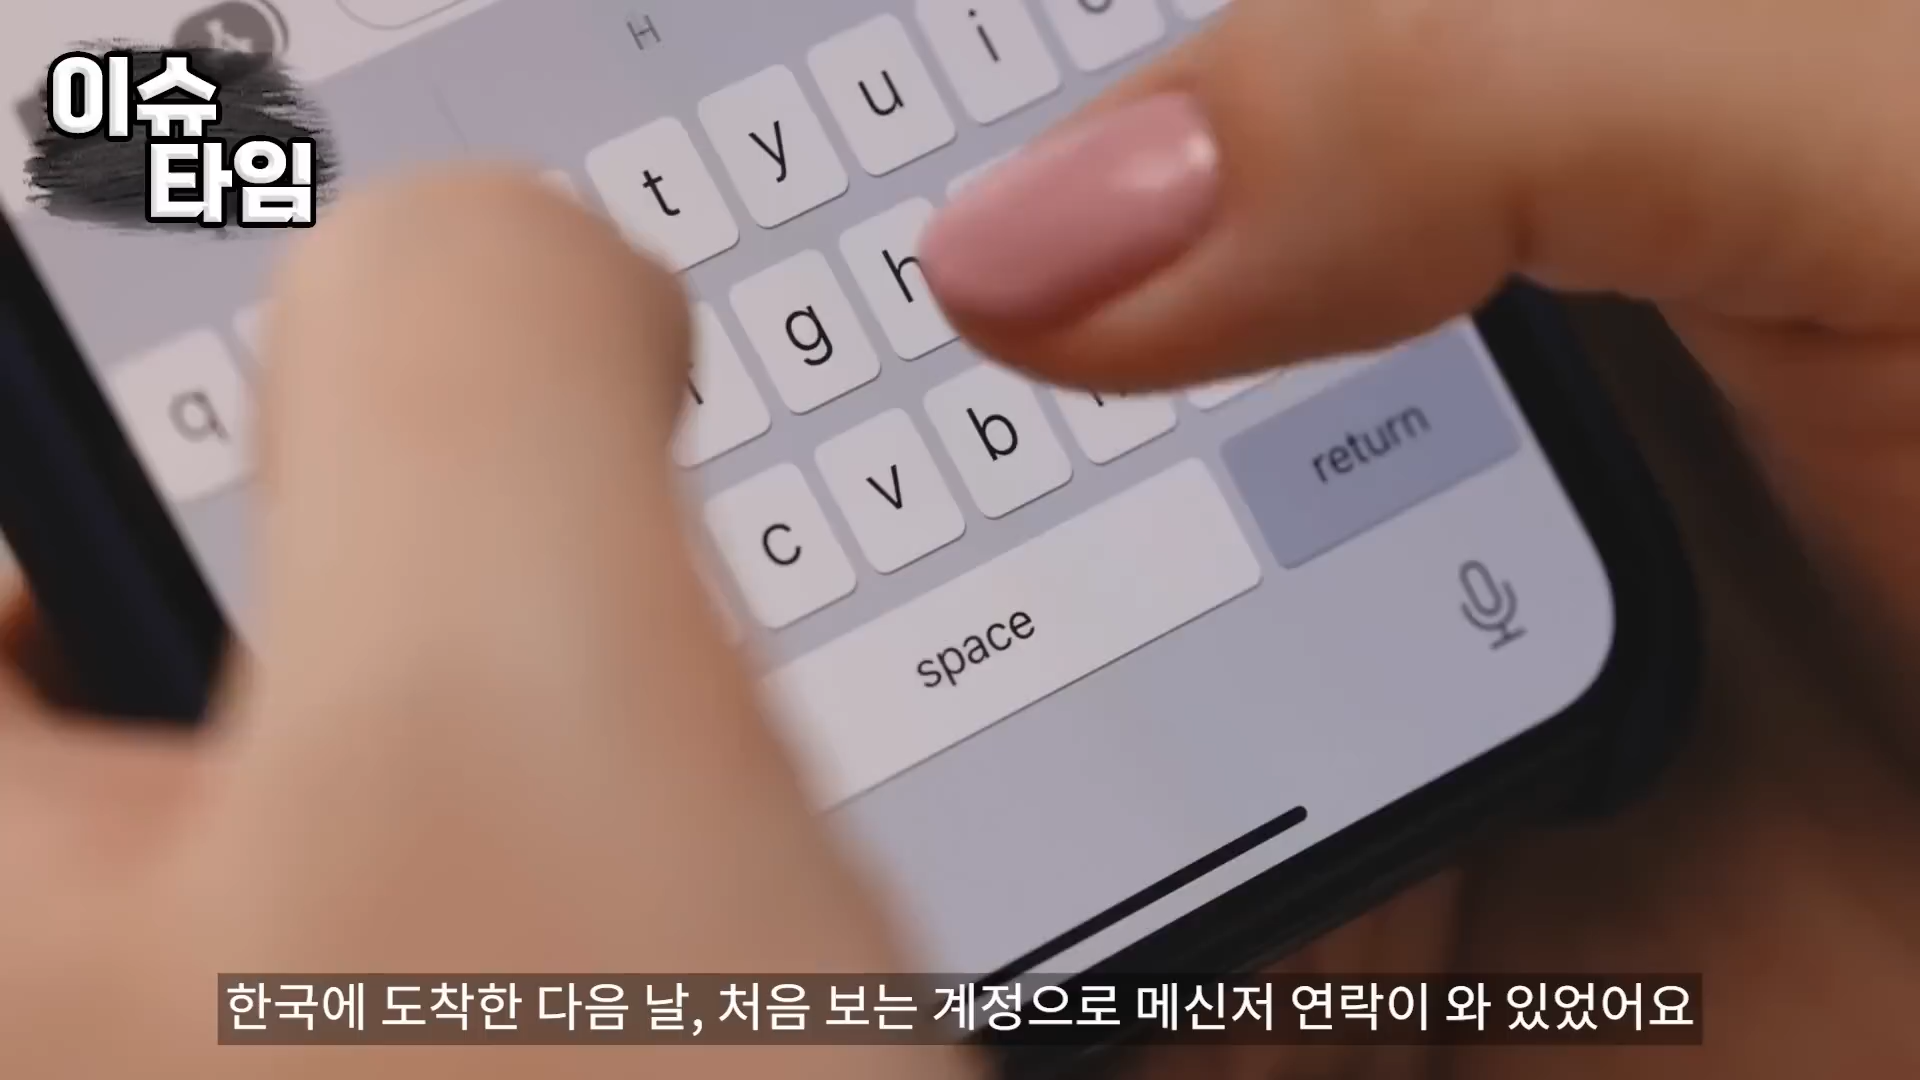 이슈
타임
H
t y u i
q g h
c v b
return
space
한국에 도착한 다음 날, 처음 보는 계정으로 메신저 연락이 와 있었어요